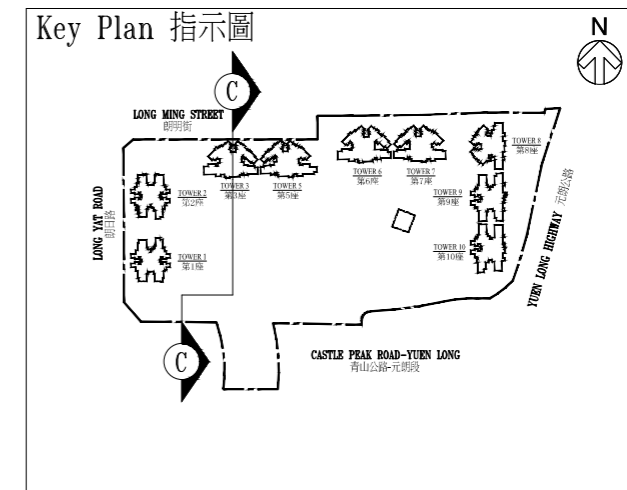 Key Plan 指示圖
N
C
LONG MING STREET
朗明街
TOWER 8
第8座
TOWER 3
第3座
TOWER 5
第5座
TOWER 6
第6座
TOWER 7
第7座
TOWER 2
第2座
TOWER 9
第9座
LONG YAT ROAD
朗日路
YUEN LONG HIGHWAY 元朗公路
TOWER 10
第10座
TOWER 1
第1座
C
CASTLE PEAK ROAD-YUEN LONG
青山公路-元朗段